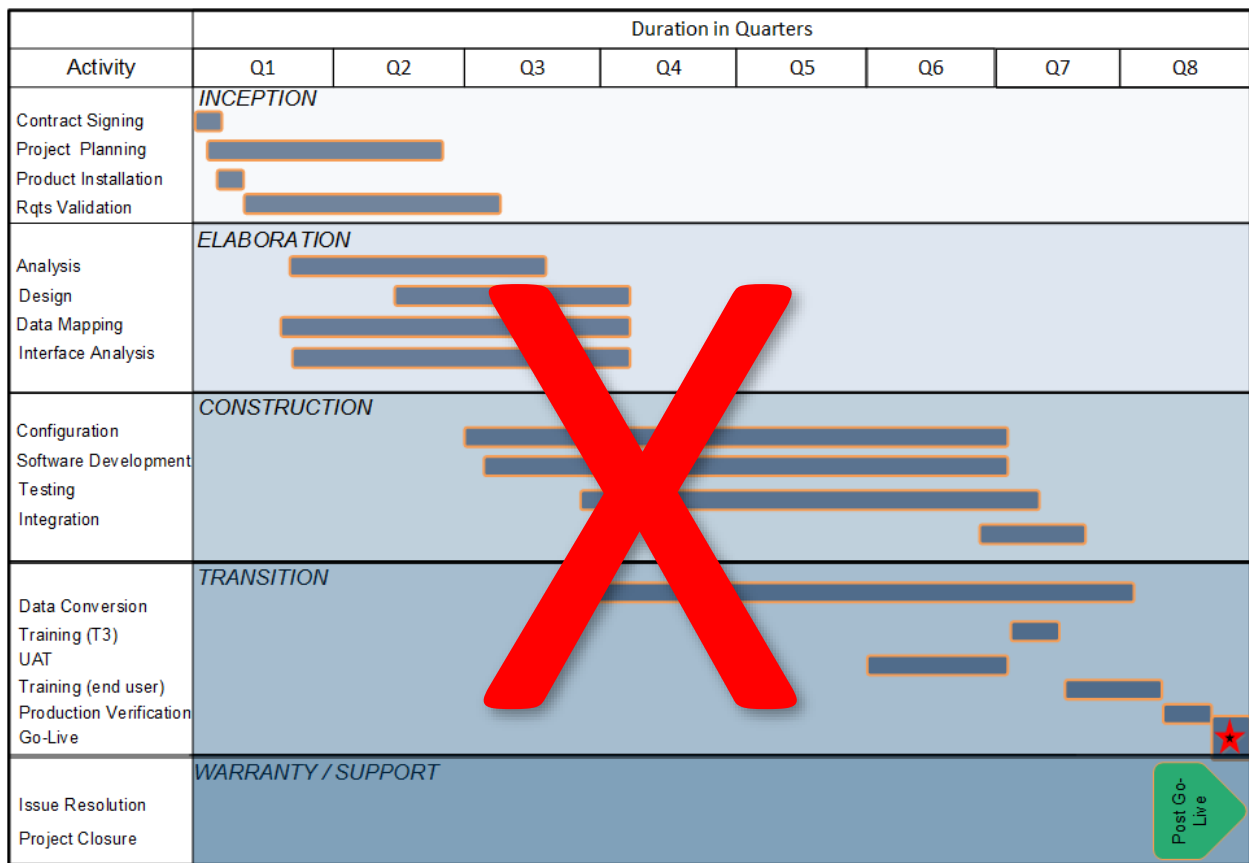 Duration in Quarters
Activity Q1 Q2 Q3 Q4 Q5 Q6 Q7 Q8
INCEPTION
Contract Signing
Project Planning
Product Installation
Rqts Validation
ELABORATION
Analysis
Design
Data Mapping
Interface Analysis
CONSTRUCTION
Configuration
Software Development
Testing
Integration
TRANSITION
Data Conversion
Training (T3)
UAT
Training (end user)
Production Verification
Go-Live
WARRANTY / SUPPORT
Issue Resolution
Project Closure
Post Go-
Live
X